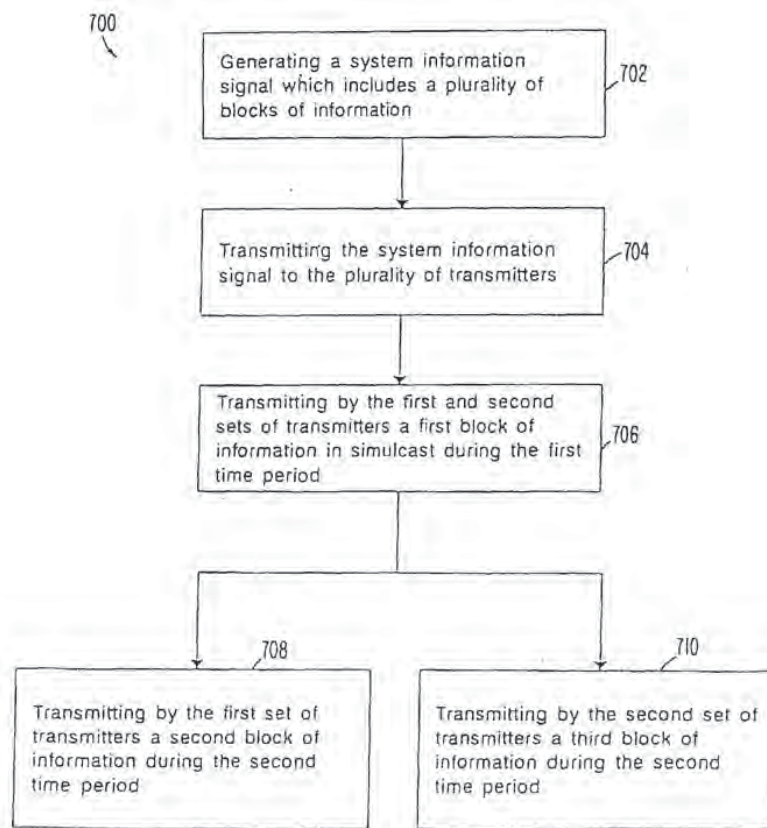 700
Generating a system information
signal which includes a plurality of
blocks of information
702
Transmitting the system information
signal to the plurality of transmitters
704
Transmitting by the first and second
sets of transmitters a first block of
information in simulcast during the first
time period
706
708
Transmitting by the first set of
transmitters a second block of
information during the second
time period
710
Transmitting by the second set of
transmitters a third block of
information during the second
time period